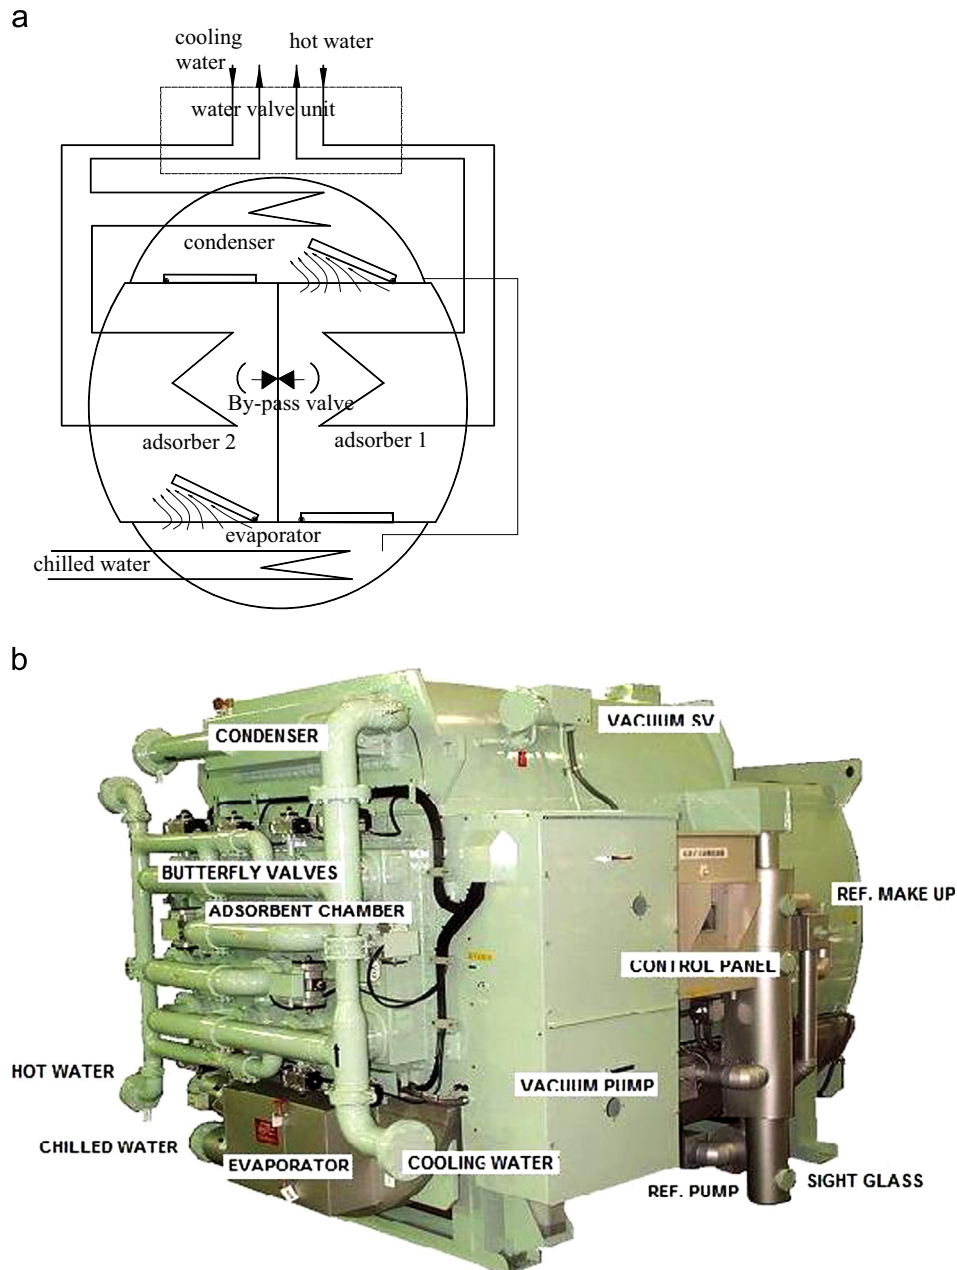 a
cooling
water
hot water
water valve unit
condenser
By-pass valve
adsorber 2
adsorber 1
evaporator
chilled water
b
CONDENSER
VACUUM SV
BUTTERFLY VALVES
ADSORBENT CHAMBER
REF. MAKE UP
CONTROL PANEL
HOT WATER
VACUUM PUMP
CHILLED WATER
EVAPORATOR
COOLING WATER
REF. PUMP
SIGHT GLASS